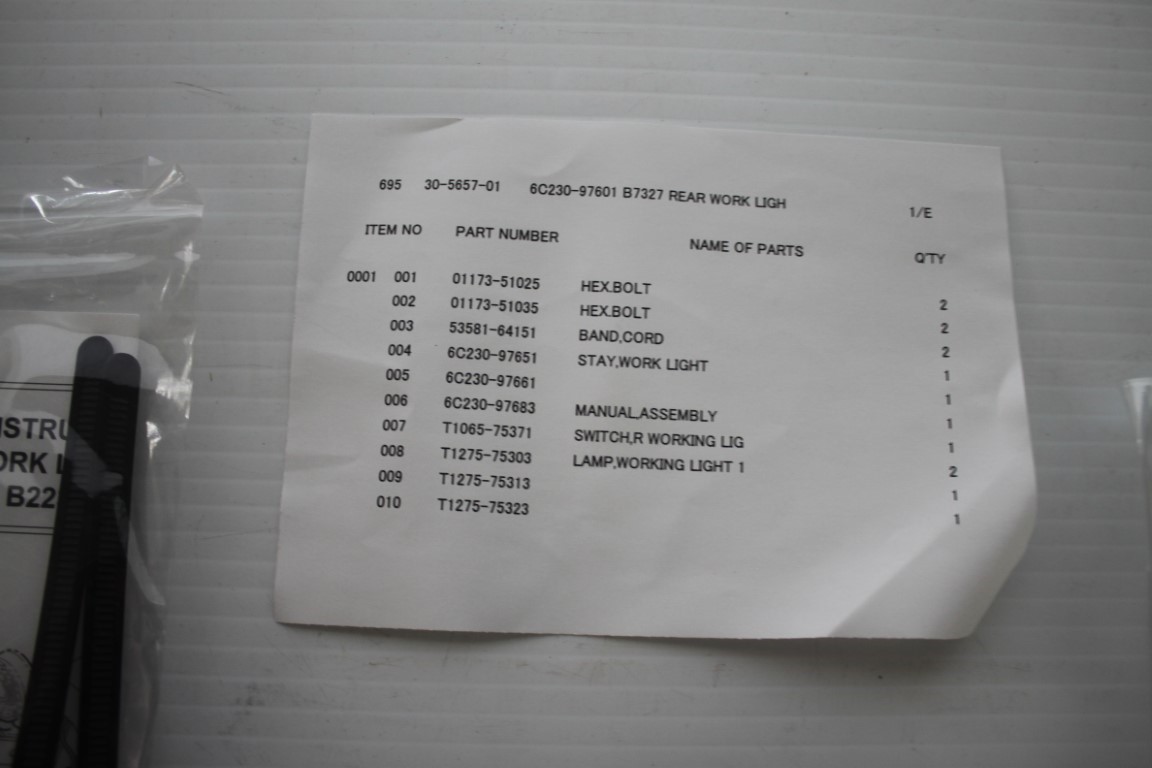 695 30-5657-01 6C230-97601 B7327 REAR WORK LIGH 1/E
ITEM NO PART NUMBER NAME OF PARTS Q'TY
0001 001 01173-51025 HEX.BOLT 2
002 01173-51035 HEX.BOLT 2
003 53581-64151 BAND,CORD 2
004 6C230-97651 STAY,WORK LIGHT 1
005 6C230-97661 1
006 6C230-97683 MANUAL,ASSEMBLY 1
007 T1065-75371 SWITCH,R WORKING LIG 1
008 T1275-75303 LAMP,WORKING LIGHT 1 2
009 T1275-75313 1
010 T1275-75323 1
NSTRU
ORK L
B22